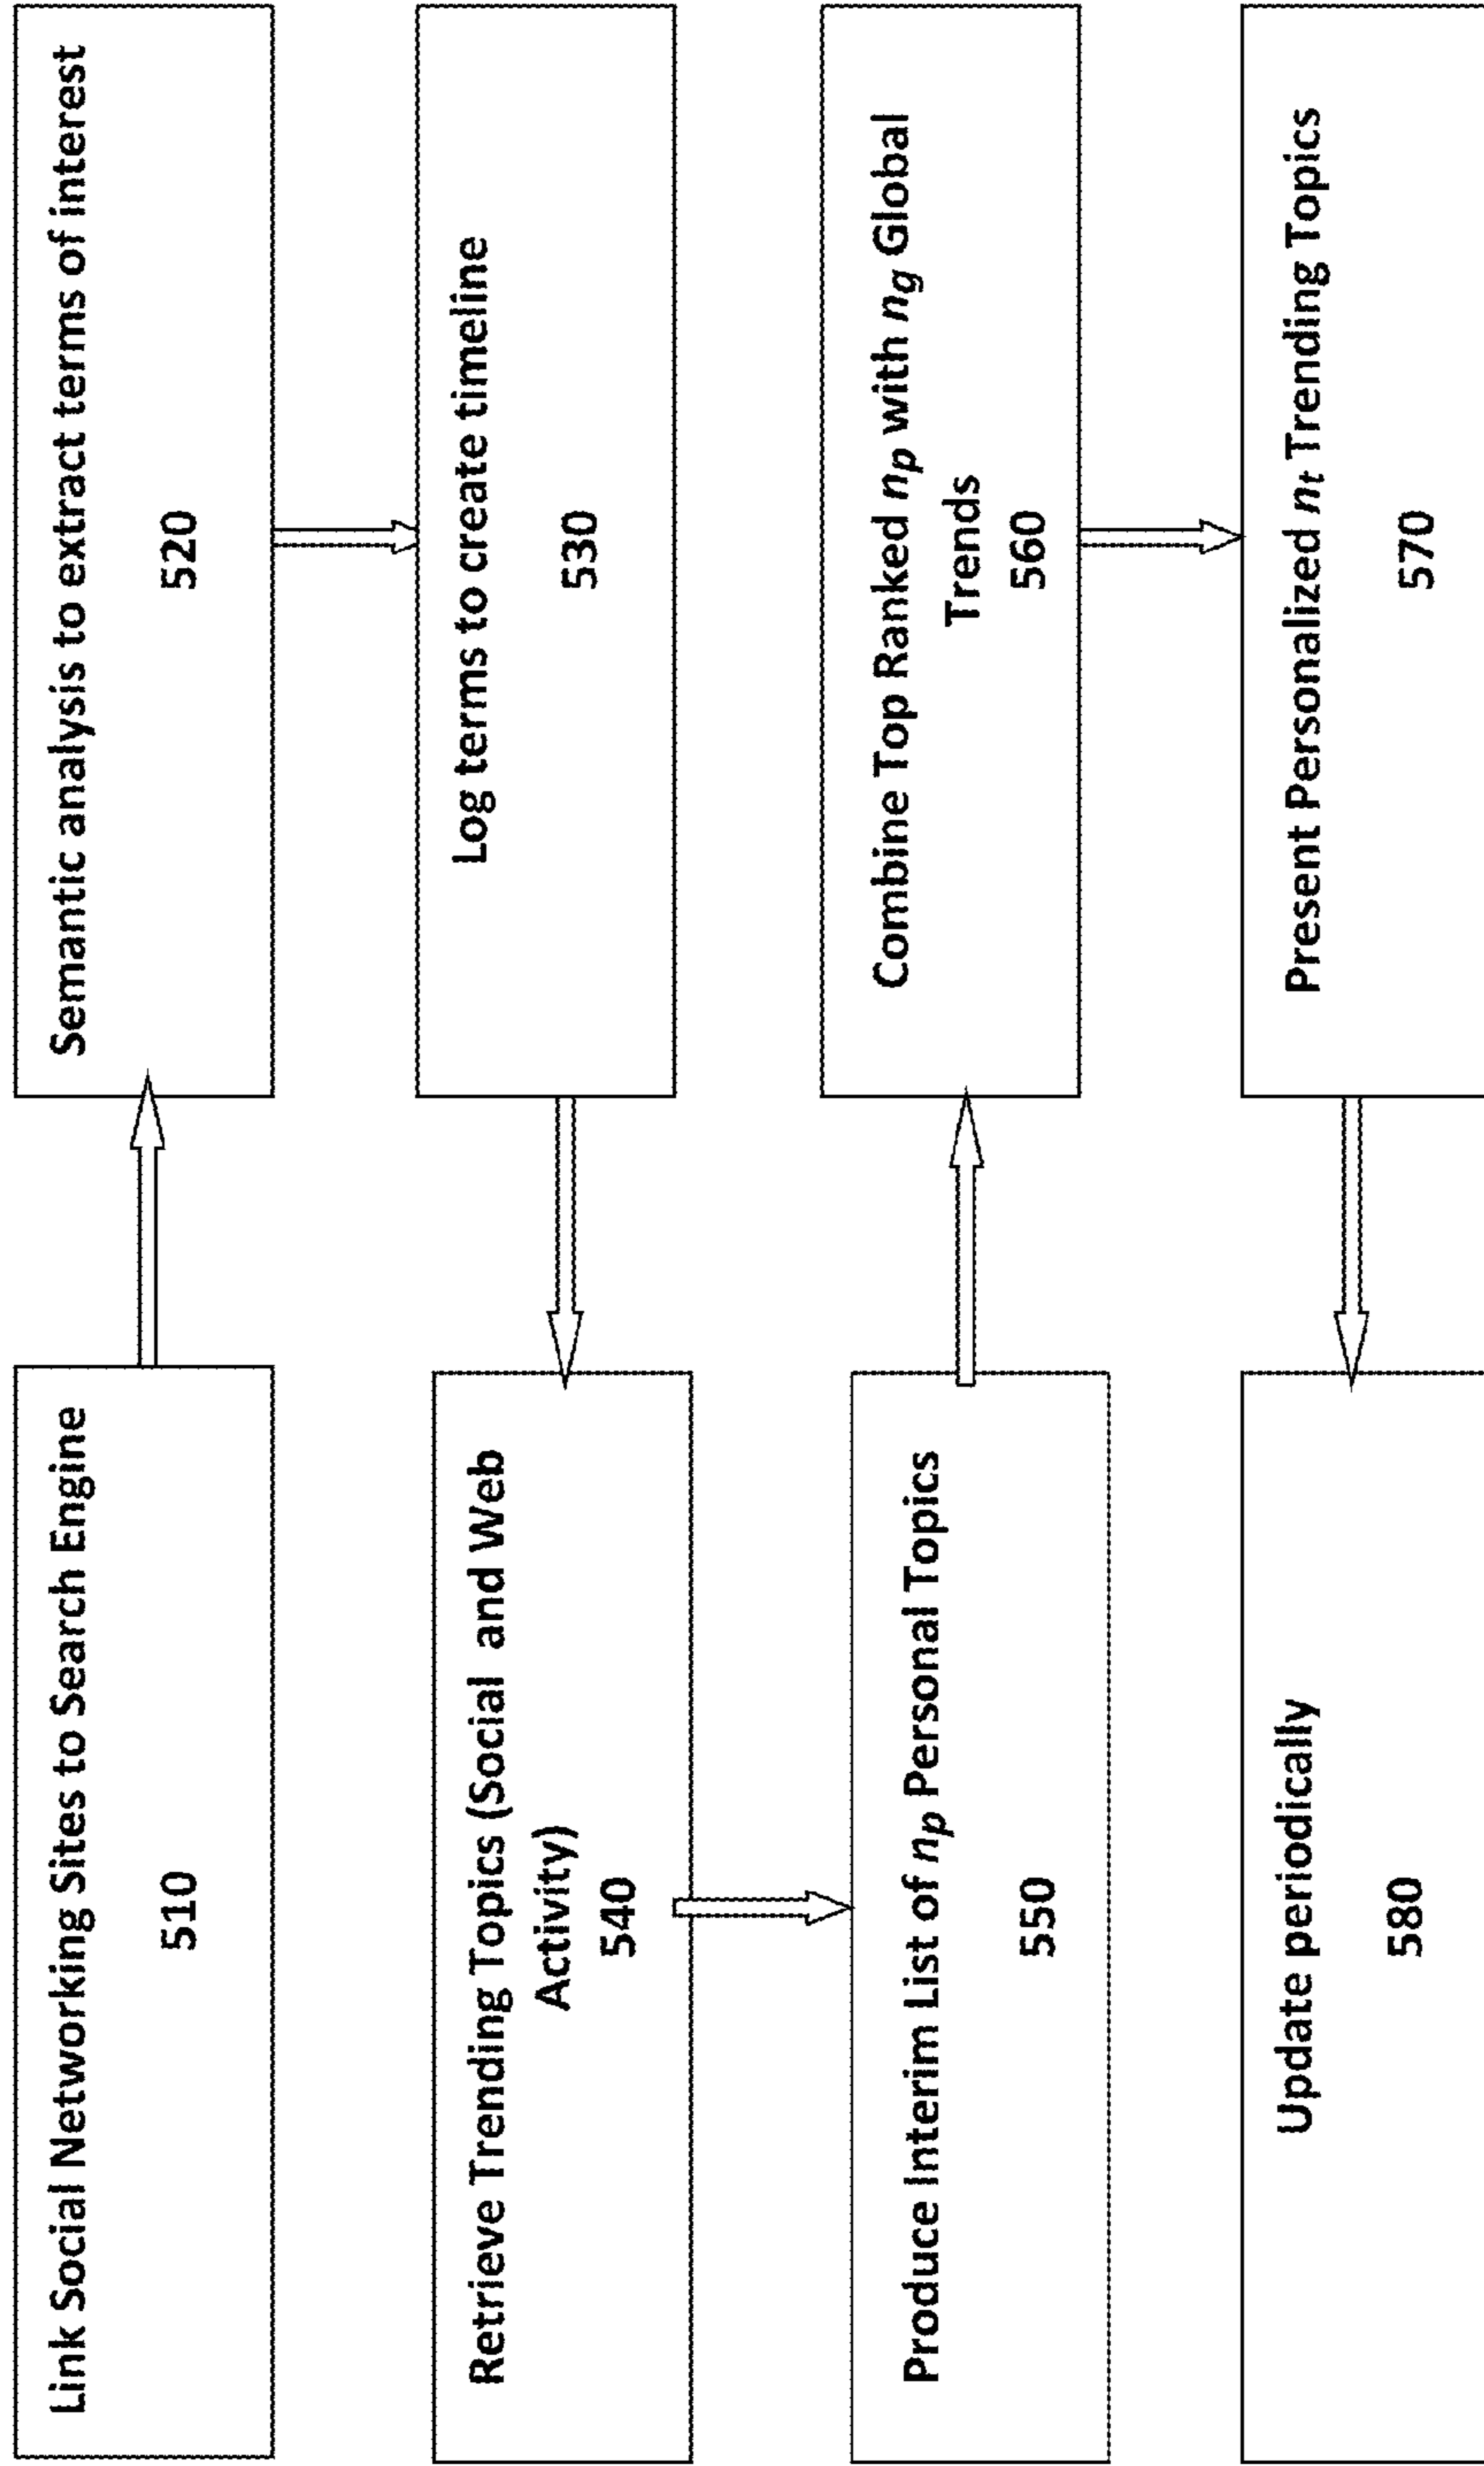 Link Social Networking Sites to Search Engine
510
Semantic analysis to extract terms of interest
520
Log terms to create timeline
530
Retrieve Trending Topics (Social and Web
Activity)
540
Produce Interim List of np Personal Topics
550
Combine Top Ranked np with ng Global
Trends
560
Present Personalized nt Trending Topics
570
Update periodically
580